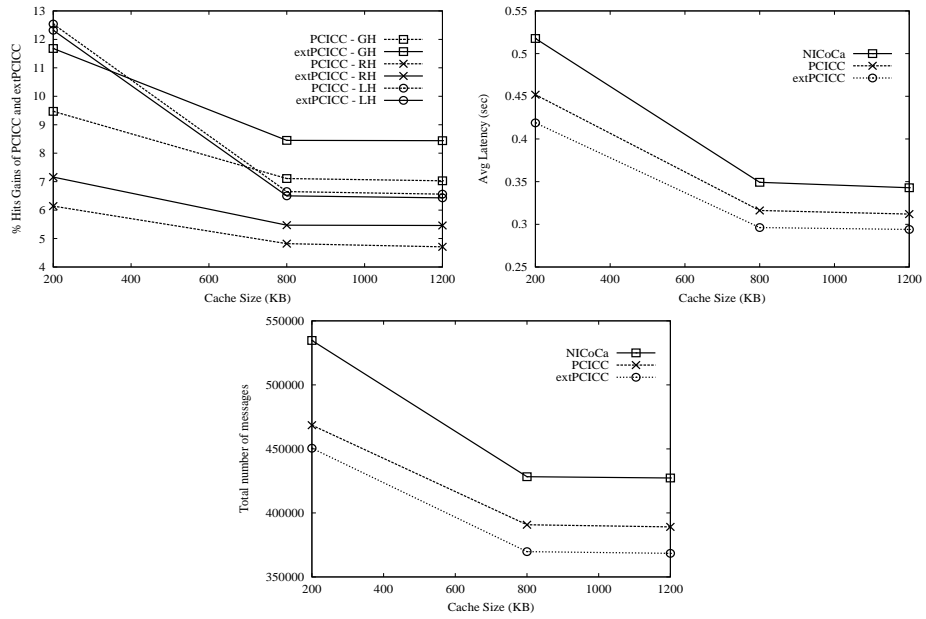 % Hits Gains of PCICC and extPCICC
13
12
11
10
9
8
7
6
5
4
200 400 600 800 1000 1200
Cache Size (KB)
PCICC - GH
extPCICC - GH
PCICC - RH
extPCICC - RH
PCICC - LH
extPCICC - LH
Avg Latency (sec)
0.55
0.5
0.45
0.4
0.35
0.3
0.25
200 400 600 800 1000 1200
Cache Size (KB)
NICoCa
PCICC
extPCICC
Total number of messages
550000
500000
450000
400000
350000
200 400 600 800 1000 1200
Cache Size (KB)
NICoCa
PCICC
extPCICC